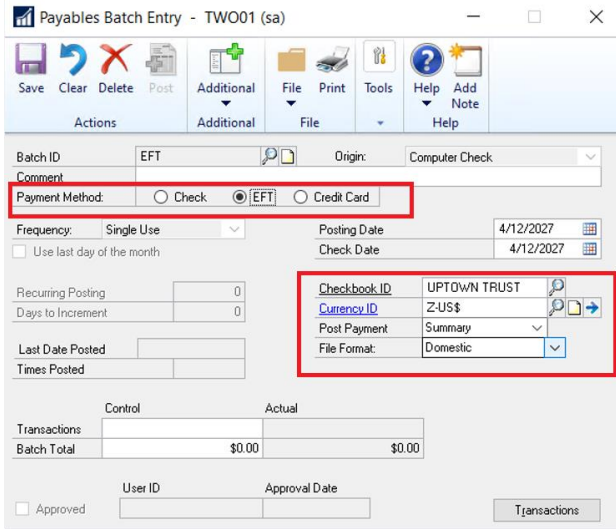 Payables Batch Entry - TWO01 (sa)
Save Clear Delete Post Additional File Print Tools Help Add Note
Actions Additional File Help
Batch ID EFT Origin: Computer Check
Comment
Payment Method: Check EFT Credit Card
Frequency: Single Use Posting Date 4/12/2027
Use last day of the month Check Date 4/12/2027
Recurring Posting 0 Checkbook ID UPTOWN TRUST
Days to Increment 0 Currency ID Z-US$
Post Payment Summary
Last Date Posted File Format: Domestic
Times Posted
Control Actual
Transactions
Batch Total $0.00 $0.00
User ID Approval Date
Approved Transactions